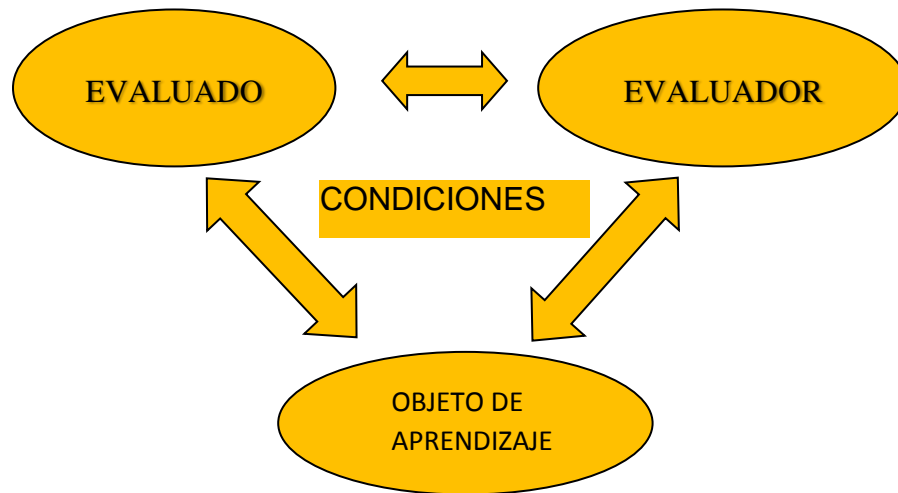 EVALUADO
EVALUADOR
CONDICIONES
OBJETO DE
APRENDIZAJE